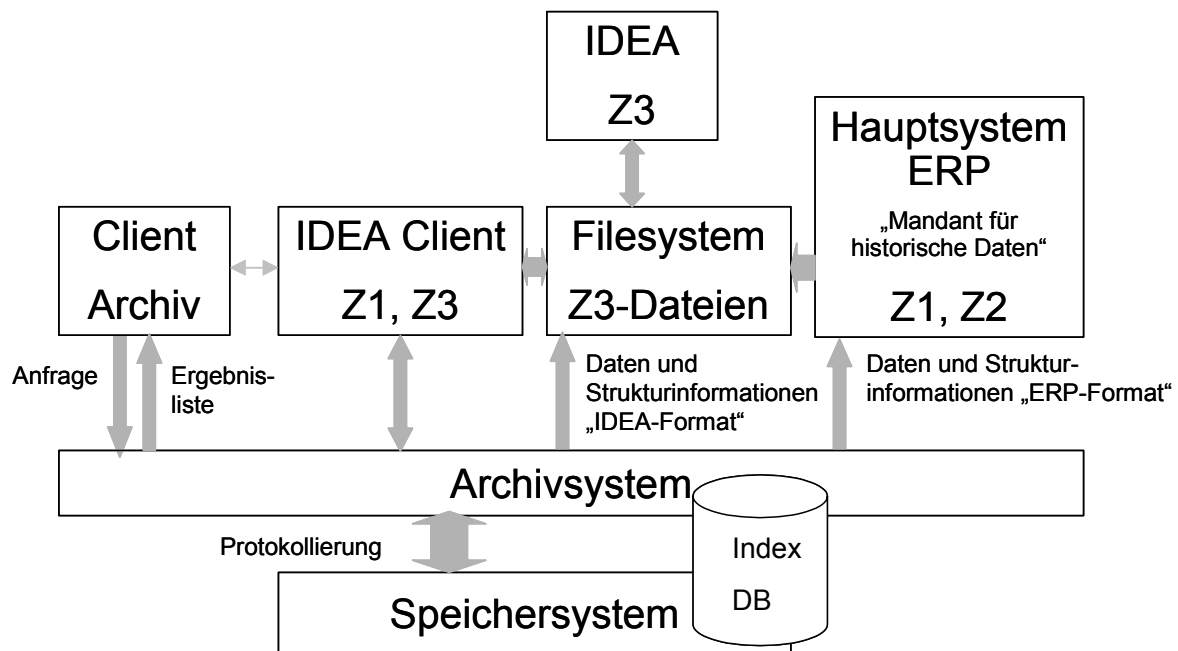 IDEA
Z3
Hauptsystem
ERP
„Mandant für
historische Daten“
Z1, Z2
Client
Archiv
IDEA Client
Z1, Z3
Filesystem
Z3-Dateien
Anfrage
Ergebnis-
liste
Daten und
Strukturinformationen
„IDEA-Format“
Daten und Struktur-
informationen „ERP-Format“
Archivsystem
Protokollierung
Index
DB
Speichersystem